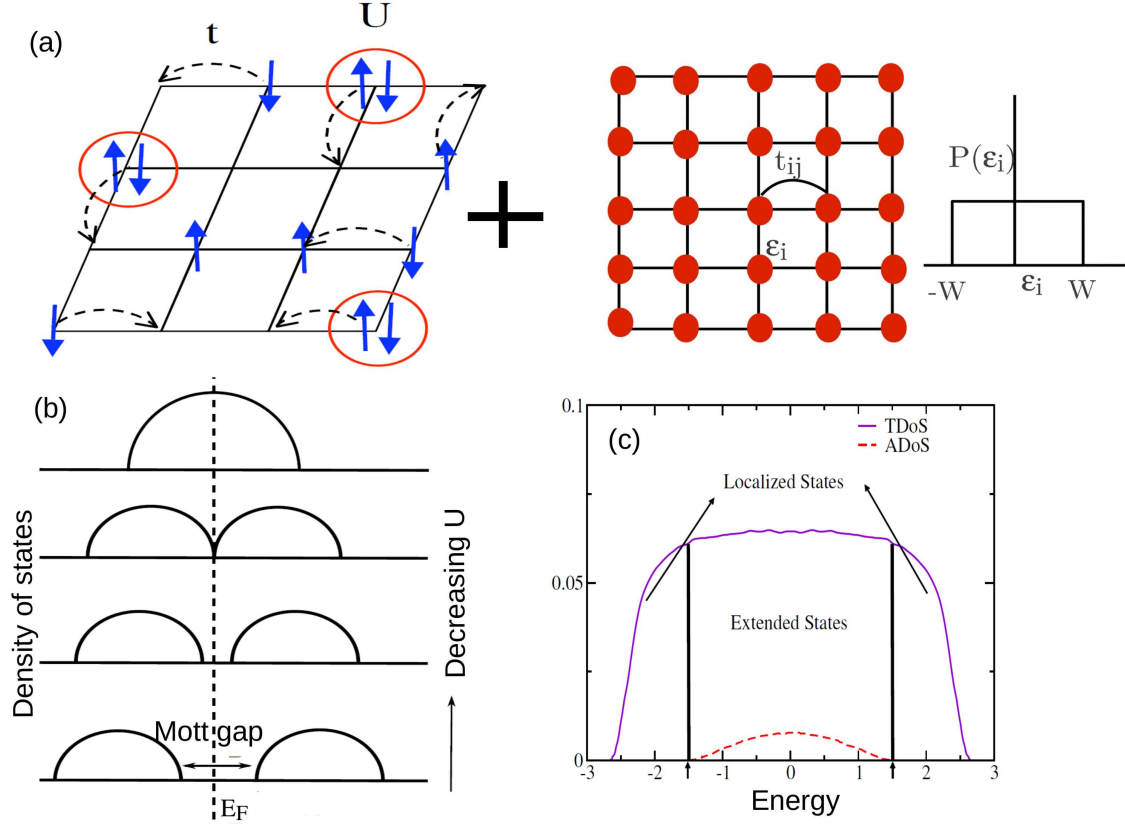 (a)
t
U
+
tij
εi
P(εi)
-W
εi
W
(b)
Density of states
Mott gap
EF
Decreasing U
(c)
TDoS
ADoS
Localized States
Extended States
0.1
0.05
0
-3
-2
-1
0
1
2
3
Energy